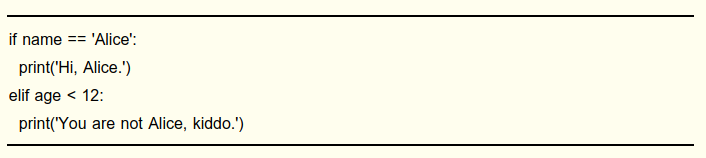 if name == 'Alice':
  print('Hi, Alice.')
elif age < 12:
  print('You are not Alice, kiddo.')